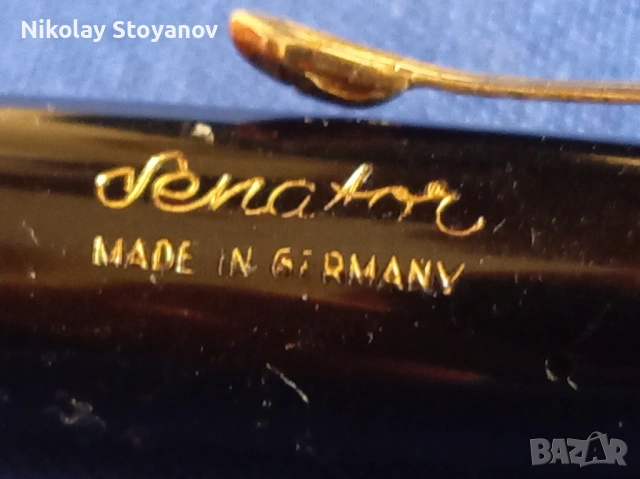 Nikolay Stoyanov
Senator
MADE IN GERMANY
BAZAR